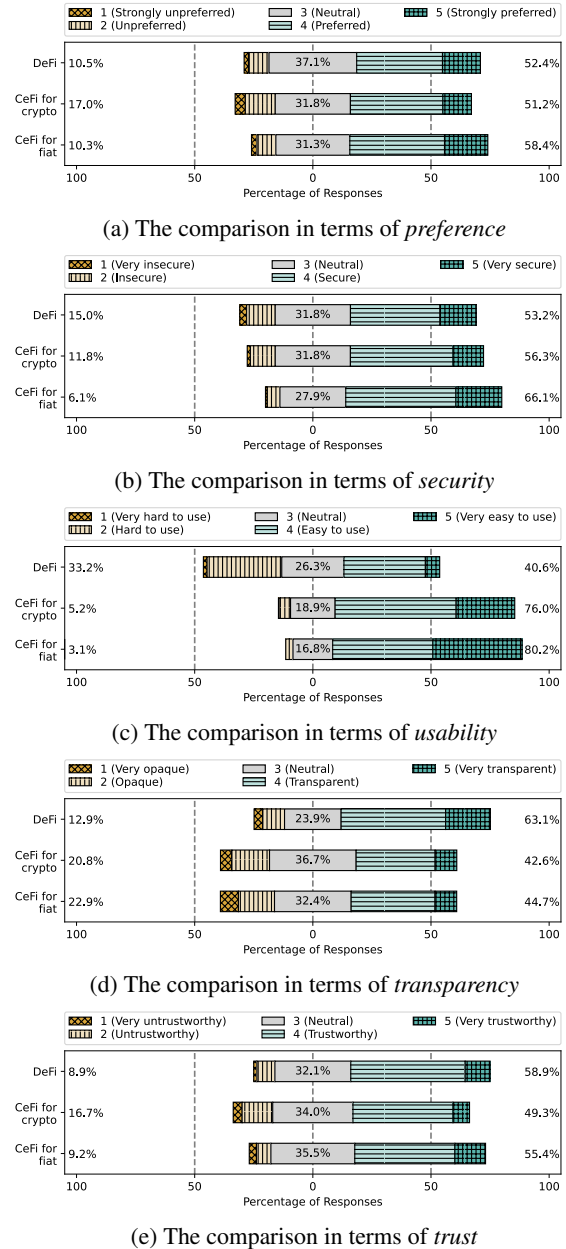 1 (Strongly unpreferred) 3 (Neutral) 5 (Strongly preferred)
2 (Unpreferred) 4 (Preferred)
DeFi 10.5% 37.1% 52.4%
CeFi for
crypto 17.0% 31.8% 51.2%
CeFi for
fiat 10.3% 31.3% 58.4%
100 50 0 50 100
Percentage of Responses
(a) The comparison in terms of preference
1 (Very insecure) 3 (Neutral) 5 (Very secure)
2 (Insecure) 4 (Secure)
DeFi 15.0% 31.8% 53.2%
CeFi for
crypto 11.8% 31.8% 56.3%
CeFi for
fiat 6.1% 27.9% 66.1%
100 50 0 50 100
Percentage of Responses
(b) The comparison in terms of security
1 (Very hard to use) 3 (Neutral) 5 (Very easy to use)
2 (Hard to use) 4 (Easy to use)
DeFi 33.2% 26.3% 40.6%
CeFi for
crypto 5.2% 18.9% 76.0%
CeFi for
fiat 3.1% 16.8% 80.2%
100 50 0 50 100
Percentage of Responses
(c) The comparison in terms of usability
1 (Very opaque) 3 (Neutral) 5 (Very transparent)
2 (Opaque) 4 (Transparent)
DeFi 12.9% 23.9% 63.1%
CeFi for
crypto 20.8% 36.7% 42.6%
CeFi for
fiat 22.9% 32.4% 44.7%
100 50 0 50 100
Percentage of Responses
(d) The comparison in terms of transparency
1 (Very untrustworthy) 3 (Neutral) 5 (Very trustworthy)
2 (Untrustworthy) 4 (Trustworthy)
DeFi 8.9% 32.1% 58.9%
CeFi for
crypto 16.7% 34.0% 49.3%
CeFi for
fiat 9.2% 35.5% 55.4%
100 50 0 50 100
Percentage of Responses
(e) The comparison in terms of trust